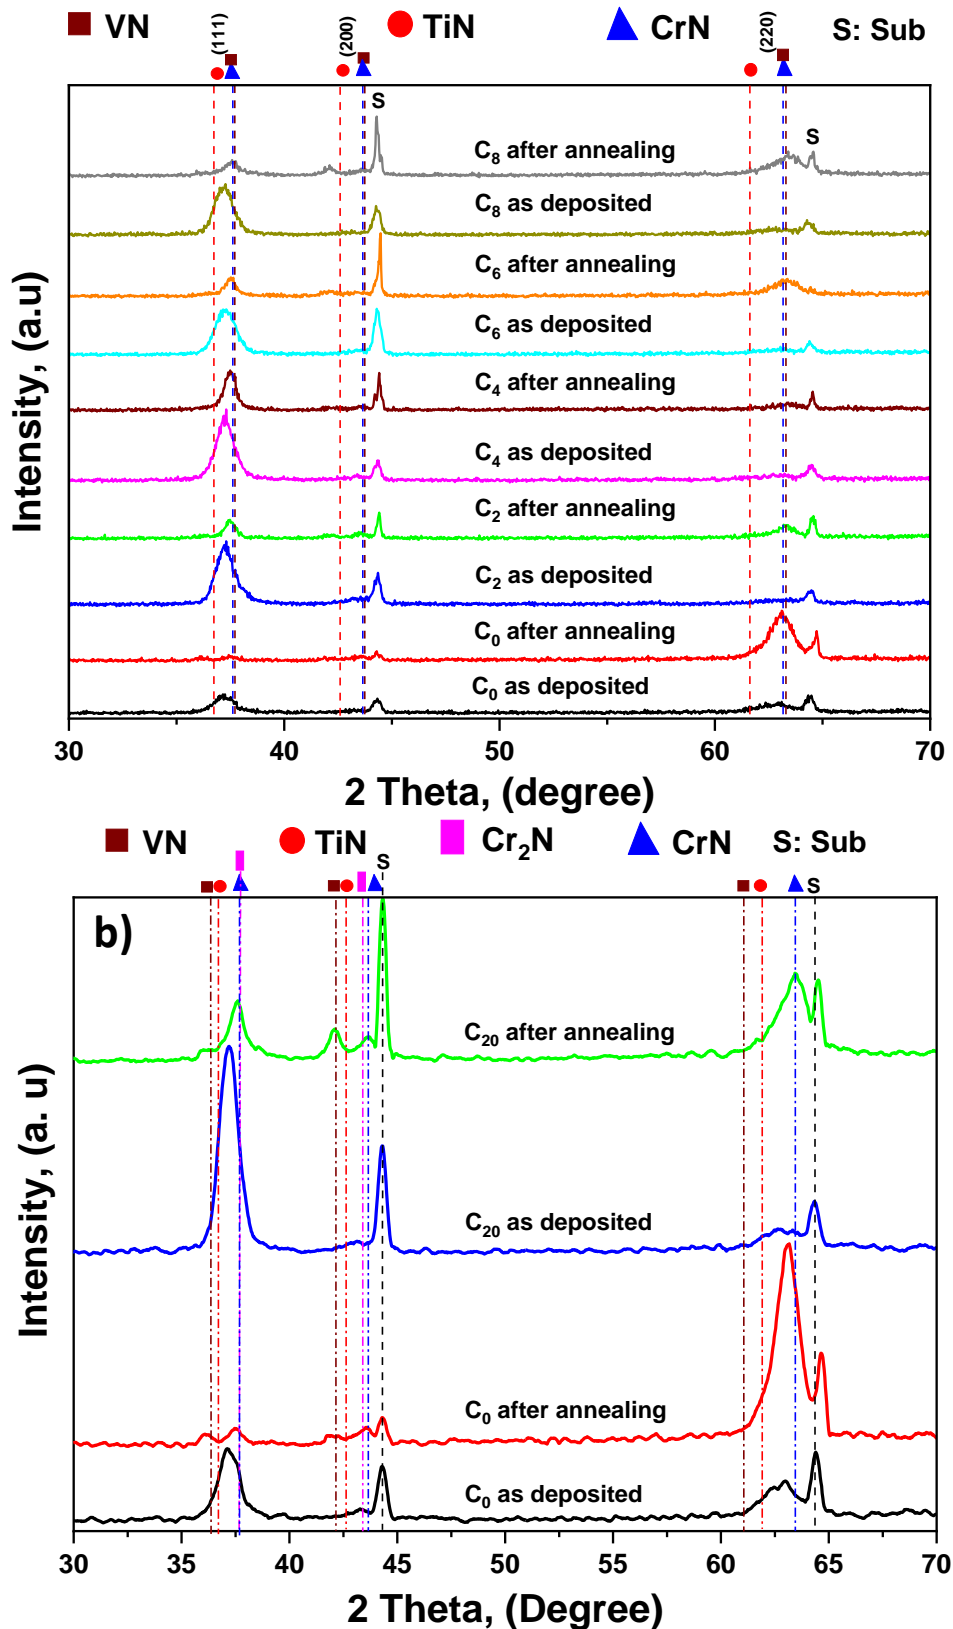 VN TiN CrN S: Sub
(111) (200) (220)
S
S
C8 after annealing
C8 as deposited
C6 after annealing
C6 as deposited
C4 after annealing
C4 as deposited
C2 after annealing
C2 as deposited
C0 after annealing
C0 as deposited
Intensity, (a.u)
30 40 50 60 70
2 Theta, (degree)
VN TiN Cr2N CrN S: Sub
S
S
b)
C20 after annealing
C20 as deposited
C0 after annealing
C0 as deposited
Intensity, (a. u)
30 35 40 45 50 55 60 65 70
2 Theta, (Degree)